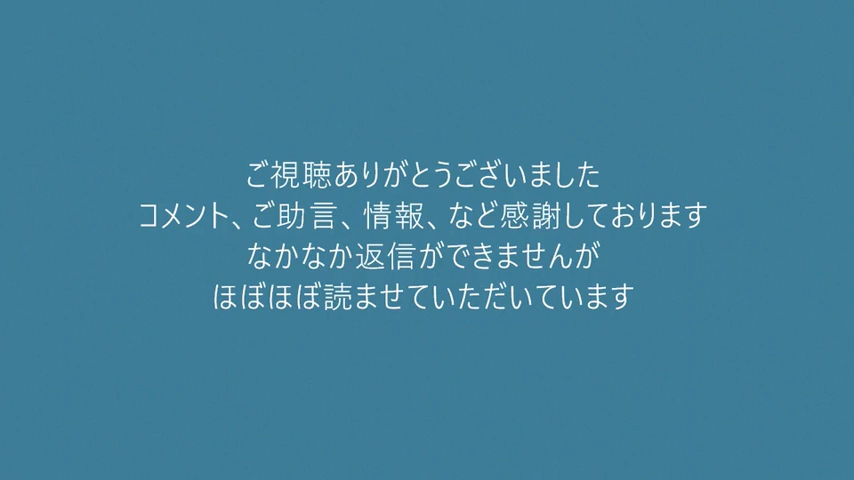 ご視聴ありがとうございました
コメント、ご助言、情報、など感謝しております
なかなか返信ができませんが
ほぼほぼ読ませていただいています